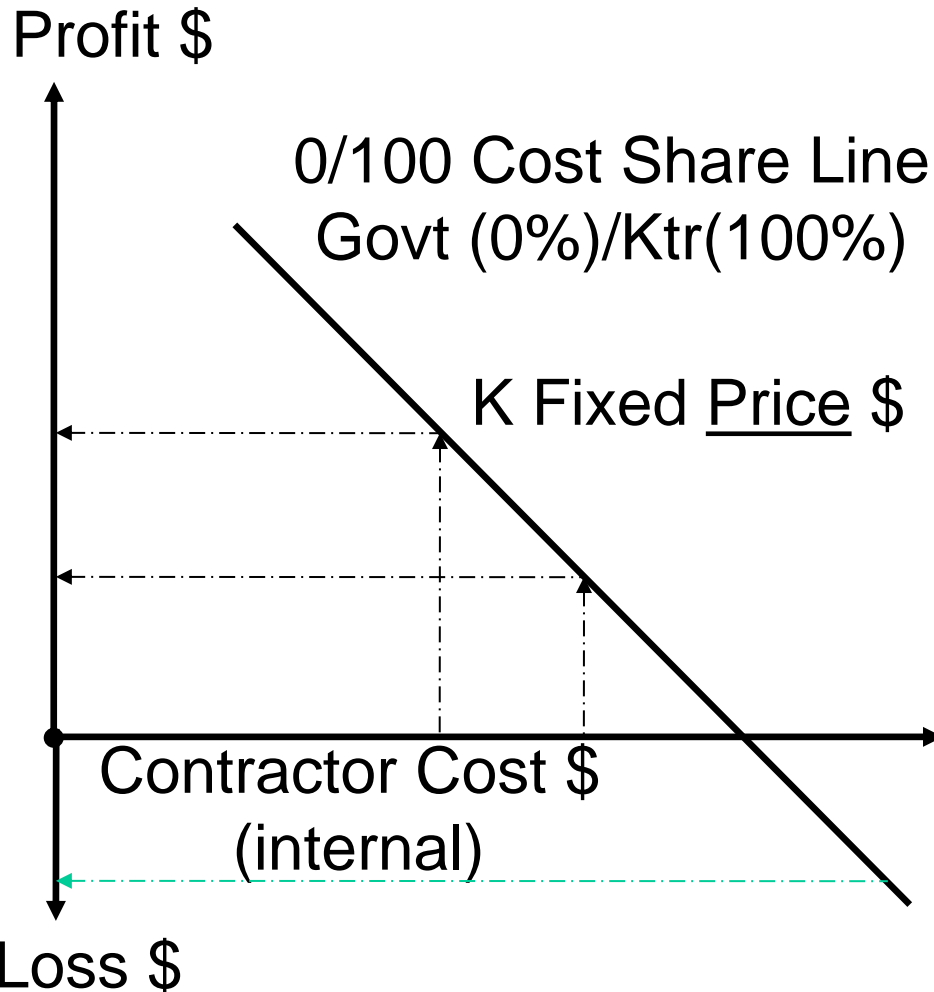 Profit $
0/100 Cost Share Line
Govt (0%)/Ktr(100%)
K Fixed Price $
Contractor Cost $
(internal)
Loss $